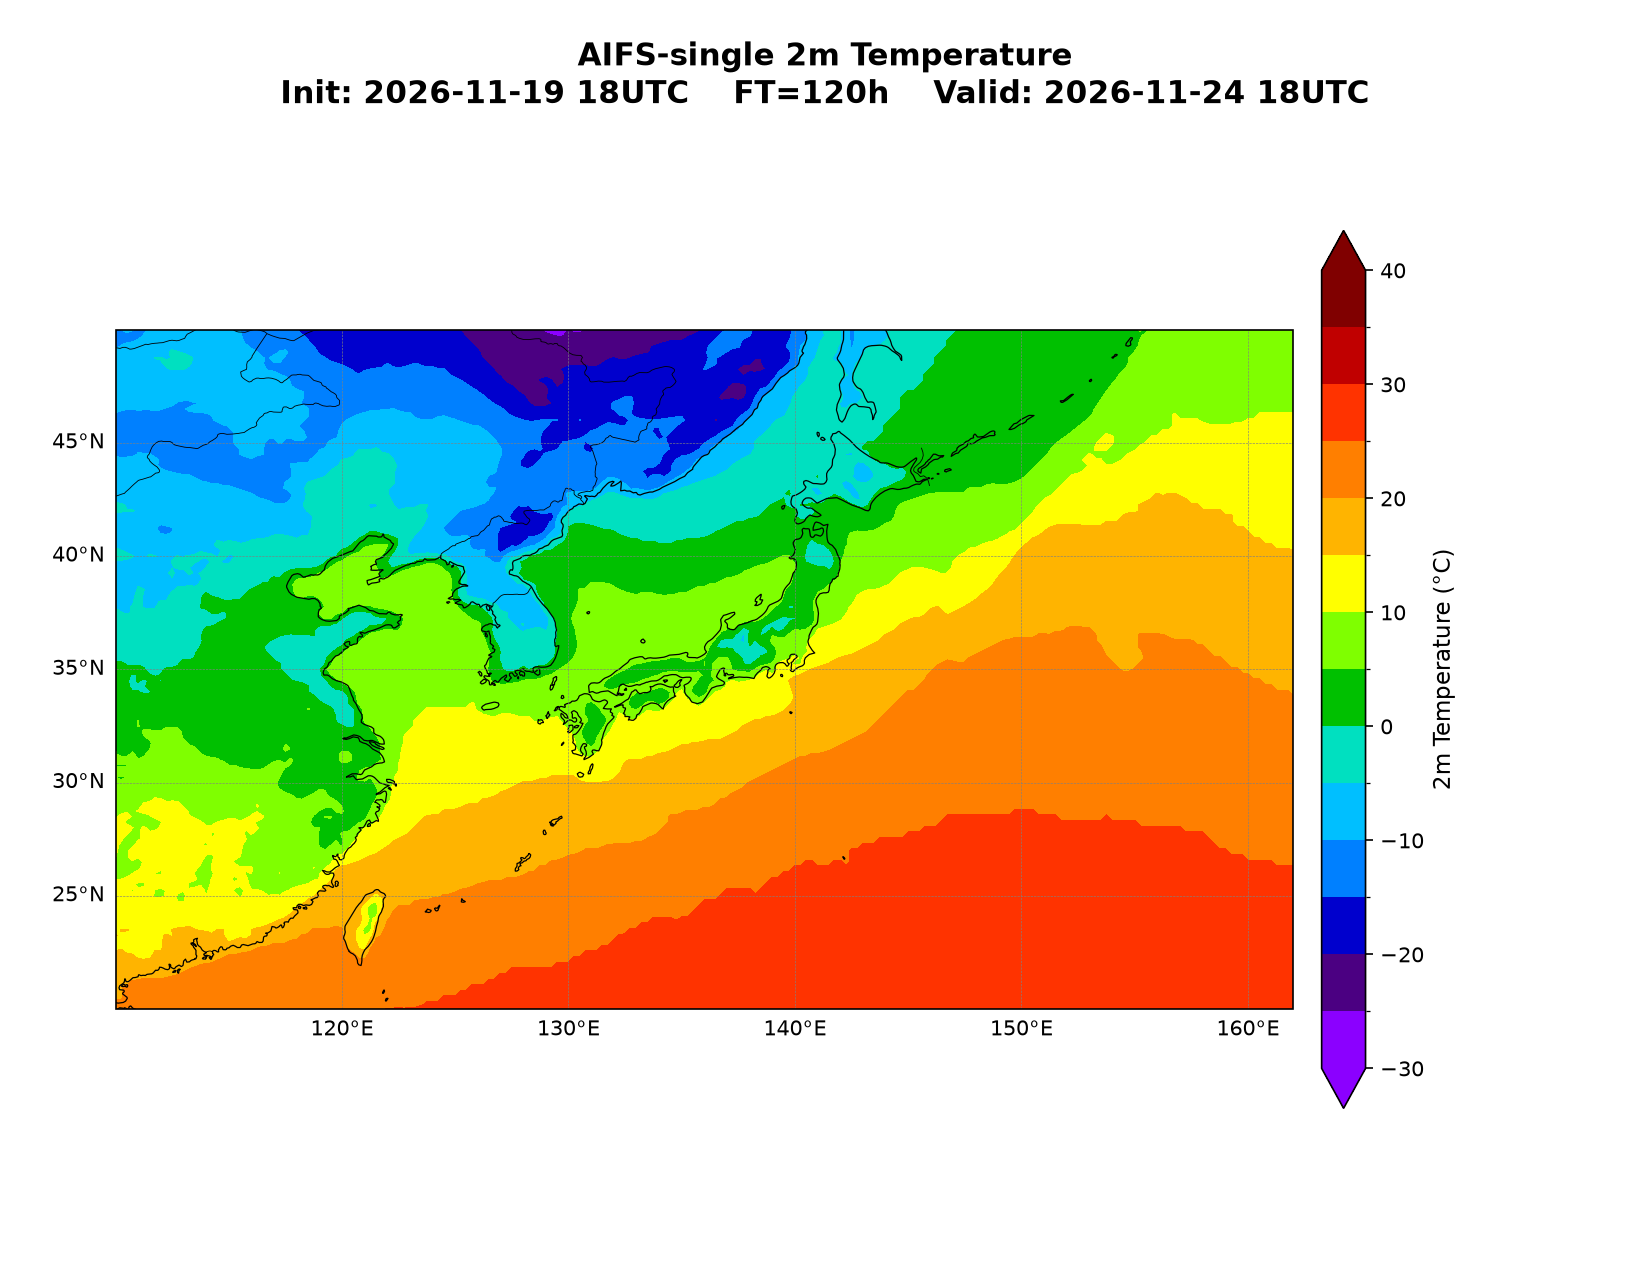 AIFS-single 2m Temperature
Init: 2026-11-19 18UTC    FT=120h    Valid: 2026-11-24 18UTC
40
30
20
10
0
−10
−20
−30
2m Temperature (°C)
45°N
40°N
35°N
30°N
25°N
120°E
130°E
140°E
150°E
160°E